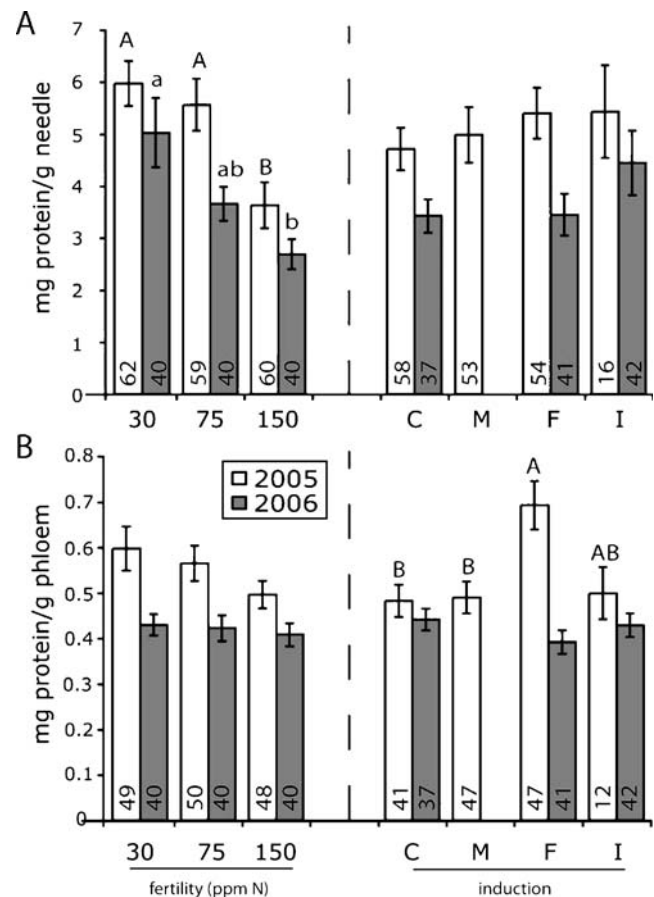 A
mg protein/g needle
7
6
5
4
3
2
1
0
A
a
A
ab
B
b
62
40
59
40
60
40
58
37
53
54
41
16
42
30
75
150
C
M
F
I
B
mg protein/g phloem
0.8
0.7
0.6
0.5
0.4
0.3
0.2
0.1
0
2005
2006
B
B
A
AB
49
40
50
40
48
40
41
37
47
47
41
12
42
30
75
150
C
M
F
I
fertility (ppm N)
induction